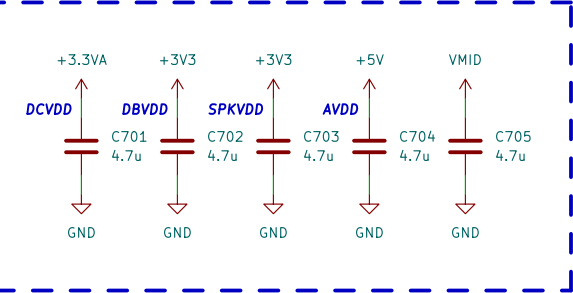 +3.3VA +3V3 +3V3 +5V VMID
DCVDD DBVDD SPKVDD AVDD
C701 C702 C703 C704 C705
4.7u 4.7u 4.7u 4.7u 4.7u
GND GND GND GND GND